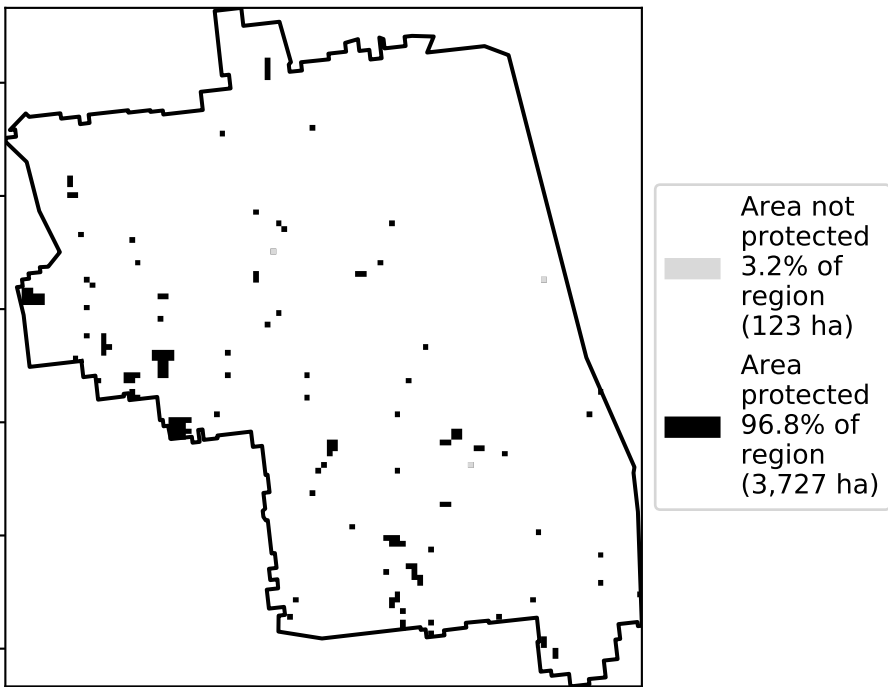 Area not
protected
3.2% of
region
(123 ha)
Area
protected
96.8% of
region
(3,727 ha)